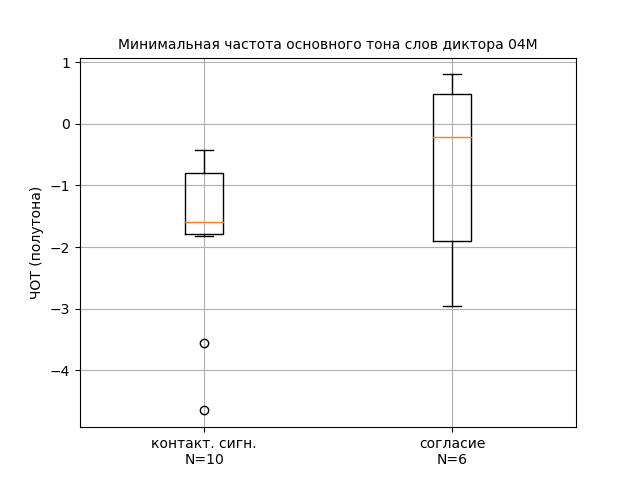 Минимальная частота основного тона слов диктора 04М
ЧОТ (полутона)
1
0
−1
−2
−3
−4
контакт. сигн.
N=10
согласие
N=6